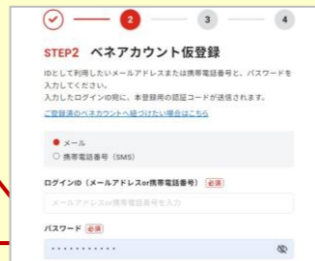 2
3
4
STEP2 ベネアカウント仮登録
IDとして利用したいメールアドレスまたは携帯電話番号と、パスワードを
入力してください。
入力したログインID宛に、本登録用の認証コードが送信されます。
ご登録済のベネアカウントへ紐づけたい場合はこちら
メール
携帯電話番号（SMS）
ログインID（メールアドレスor携帯電話番号） 必須
メールアドレスor携帯電話番号を入力
パスワード 必須